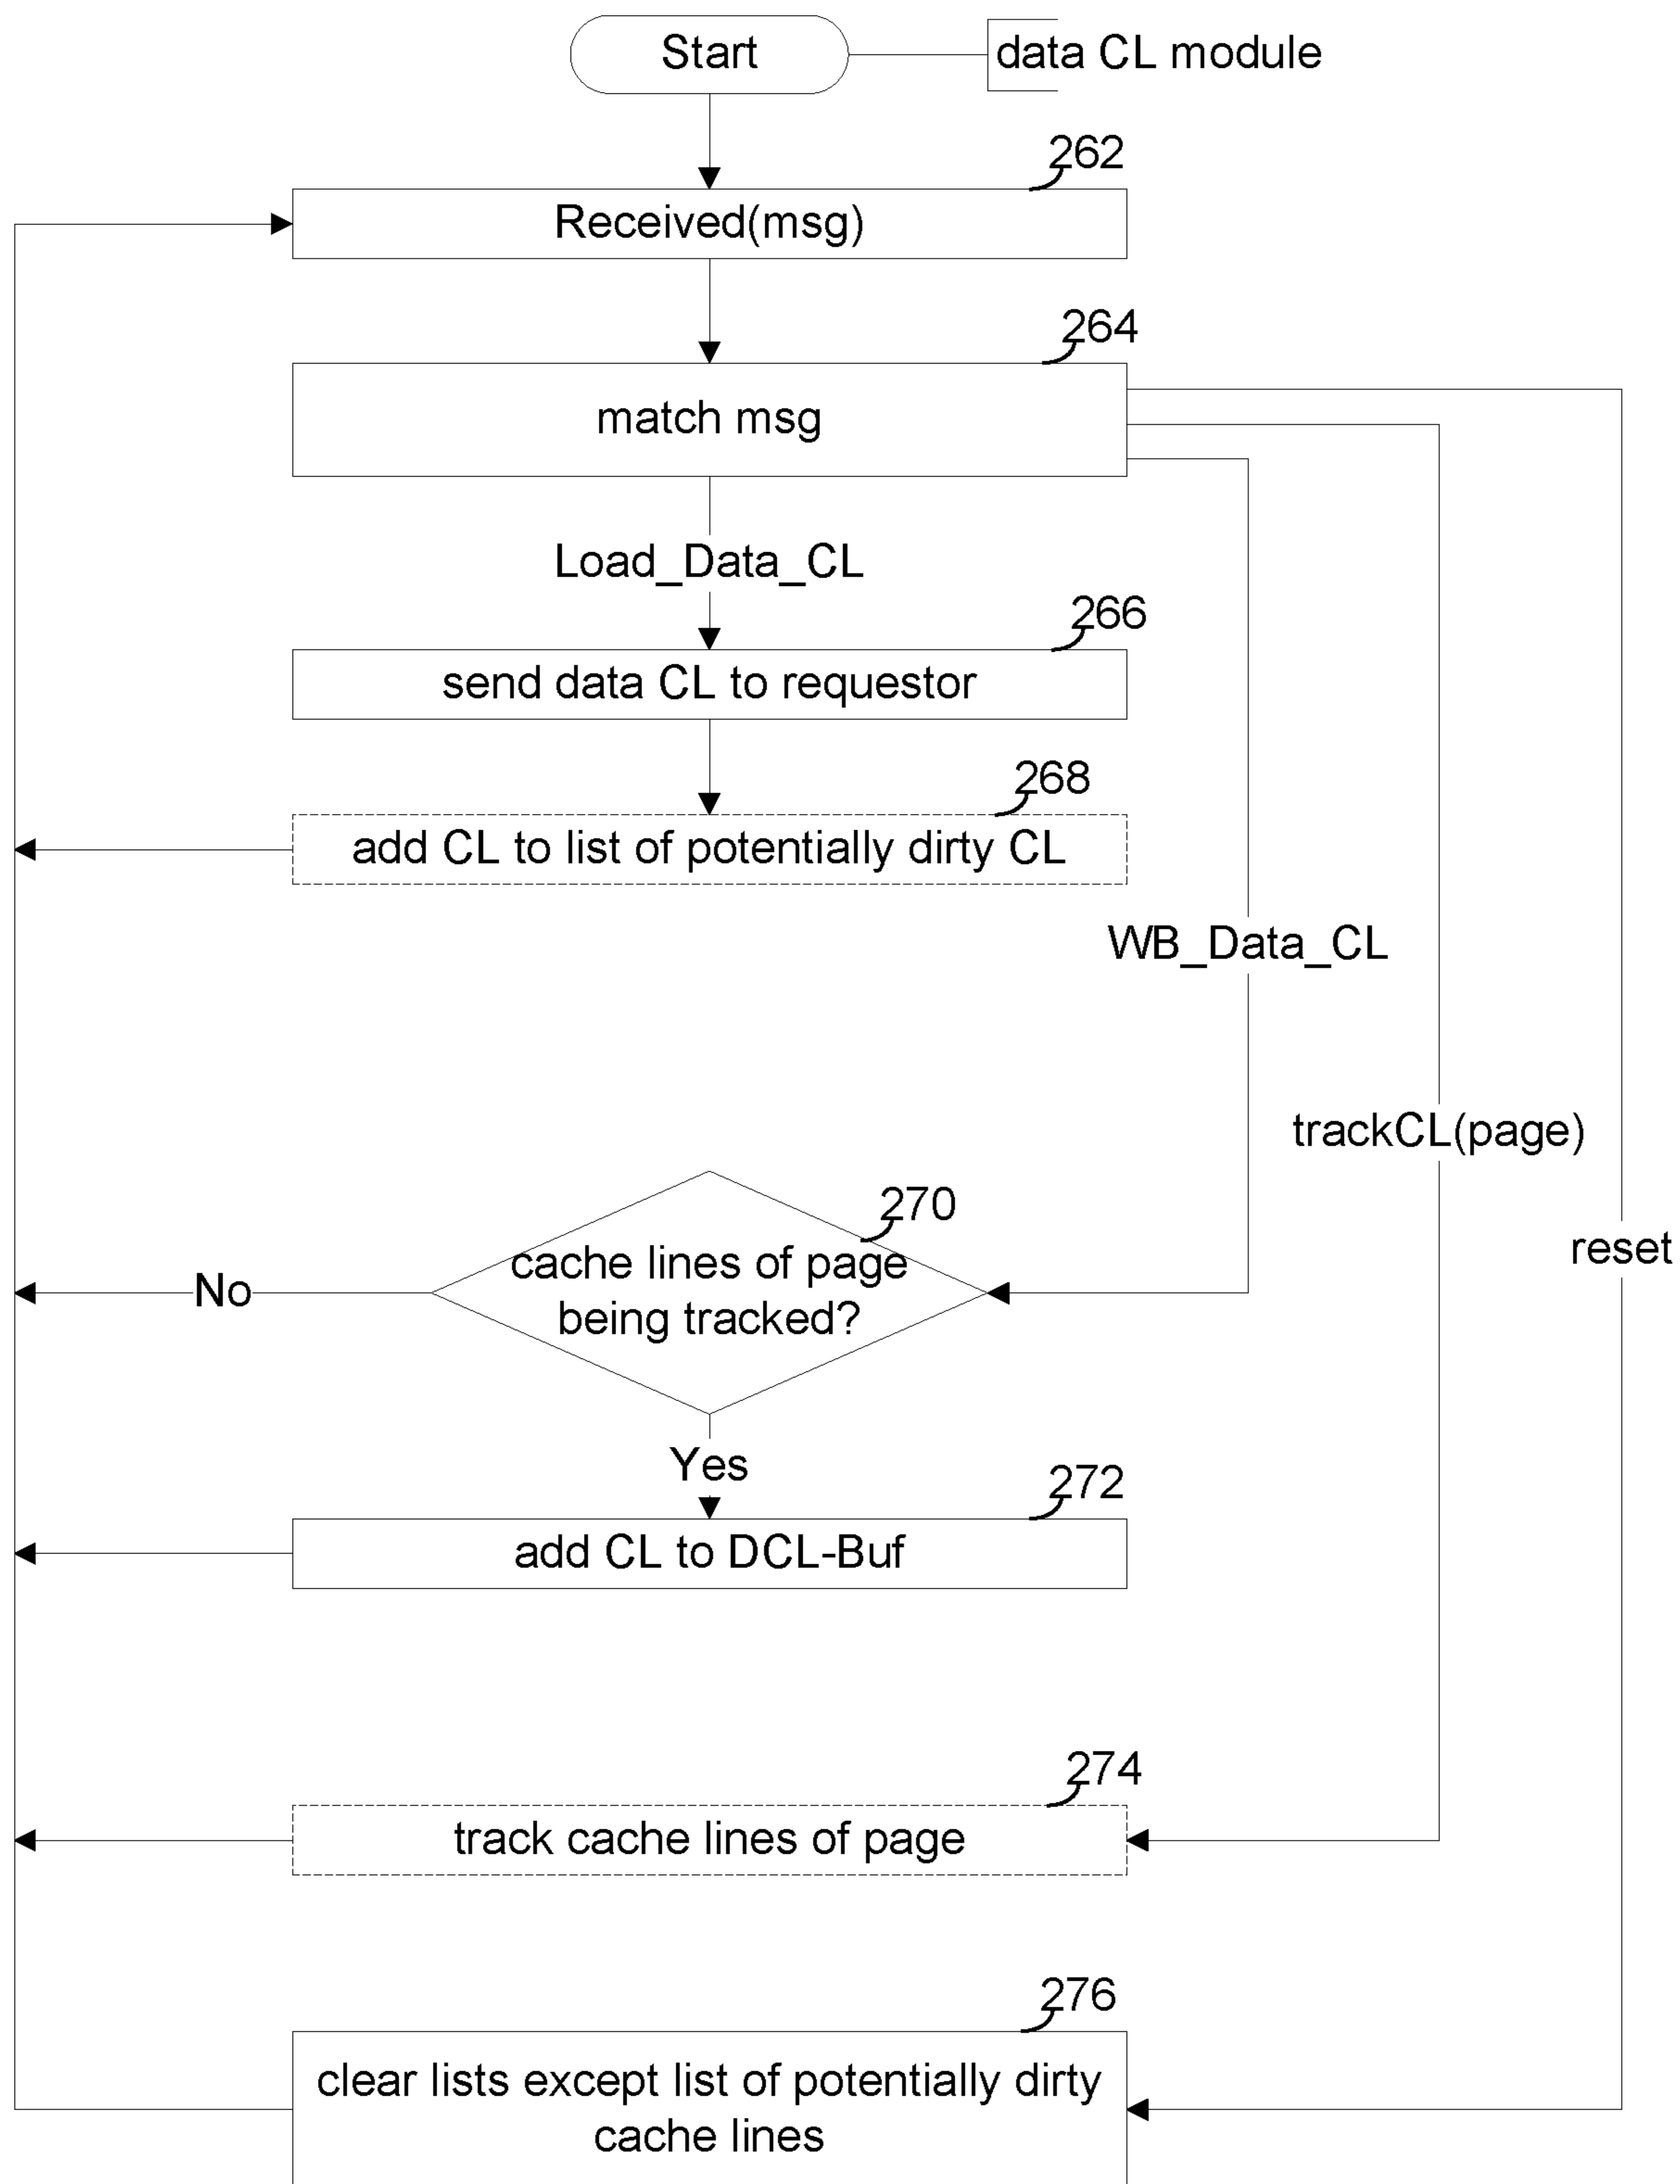 Start
data CL module
262
Received(msg)
264
match msg
Load_Data_CL
266
send data CL to requestor
268
add CL to list of potentially dirty CL
WB_Data_CL
trackCL(page)
270
cache lines of page
being tracked?
reset
No
Yes
272
add CL to DCL-Buf
274
track cache lines of page
276
clear lists except list of potentially dirty
cache lines